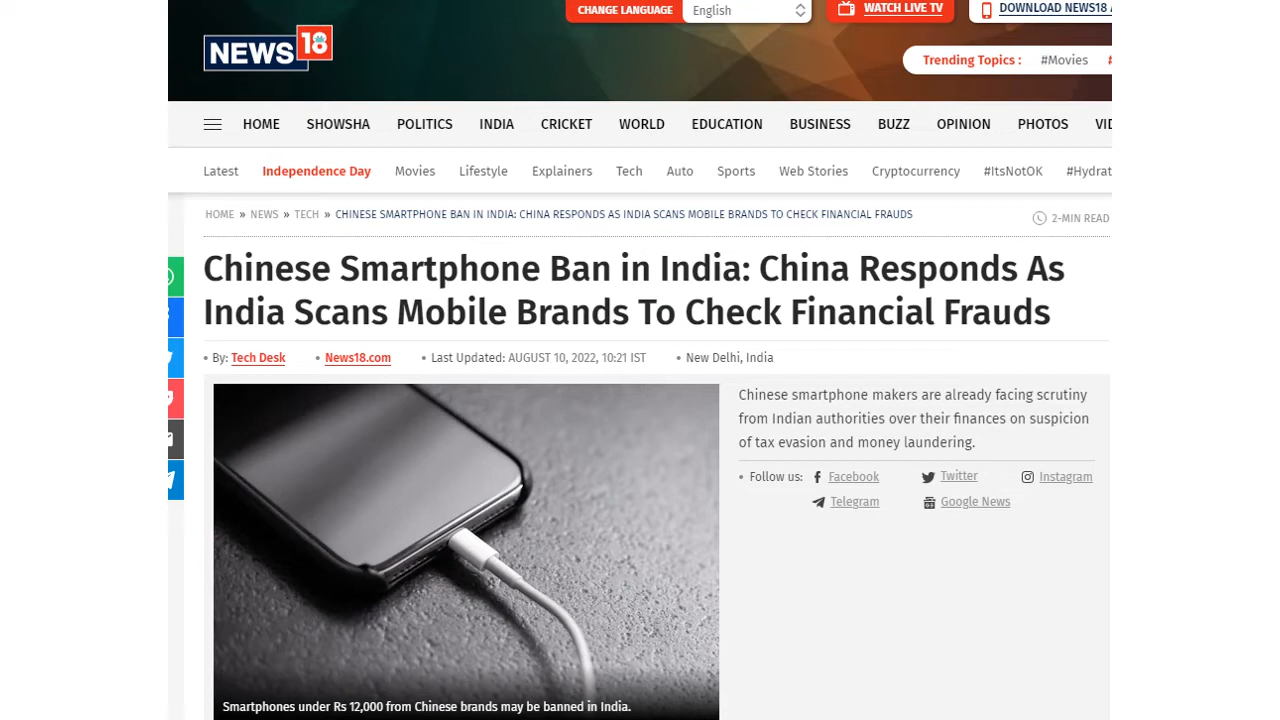 CHANGE LANGUAGE English WATCH LIVE TV DOWNLOAD NEWS18
NEWS 18
Trending Topics : #Movies
HOME SHOWSHA POLITICS INDIA CRICKET WORLD EDUCATION BUSINESS BUZZ OPINION PHOTOS
Latest Independence Day Movies Lifestyle Explainers Tech Auto Sports Web Stories Cryptocurrency #ItsNotOK #Hydrat
HOME » NEWS » TECH » CHINESE SMARTPHONE BAN IN INDIA: CHINA RESPONDS AS INDIA SCANS MOBILE BRANDS TO CHECK FINANCIAL FRAUDS
2-MIN READ
Chinese Smartphone Ban in India: China Responds As
India Scans Mobile Brands To Check Financial Frauds
• By: Tech Desk • News18.com • Last Updated: AUGUST 10, 2022, 10:21 IST • New Delhi, India
Chinese smartphone makers are already facing scrutiny
from Indian authorities over their finances on suspicion
of tax evasion and money laundering.
• Follow us: Facebook Twitter Instagram
Telegram Google News
Smartphones under Rs 12,000 from Chinese brands may be banned in India.